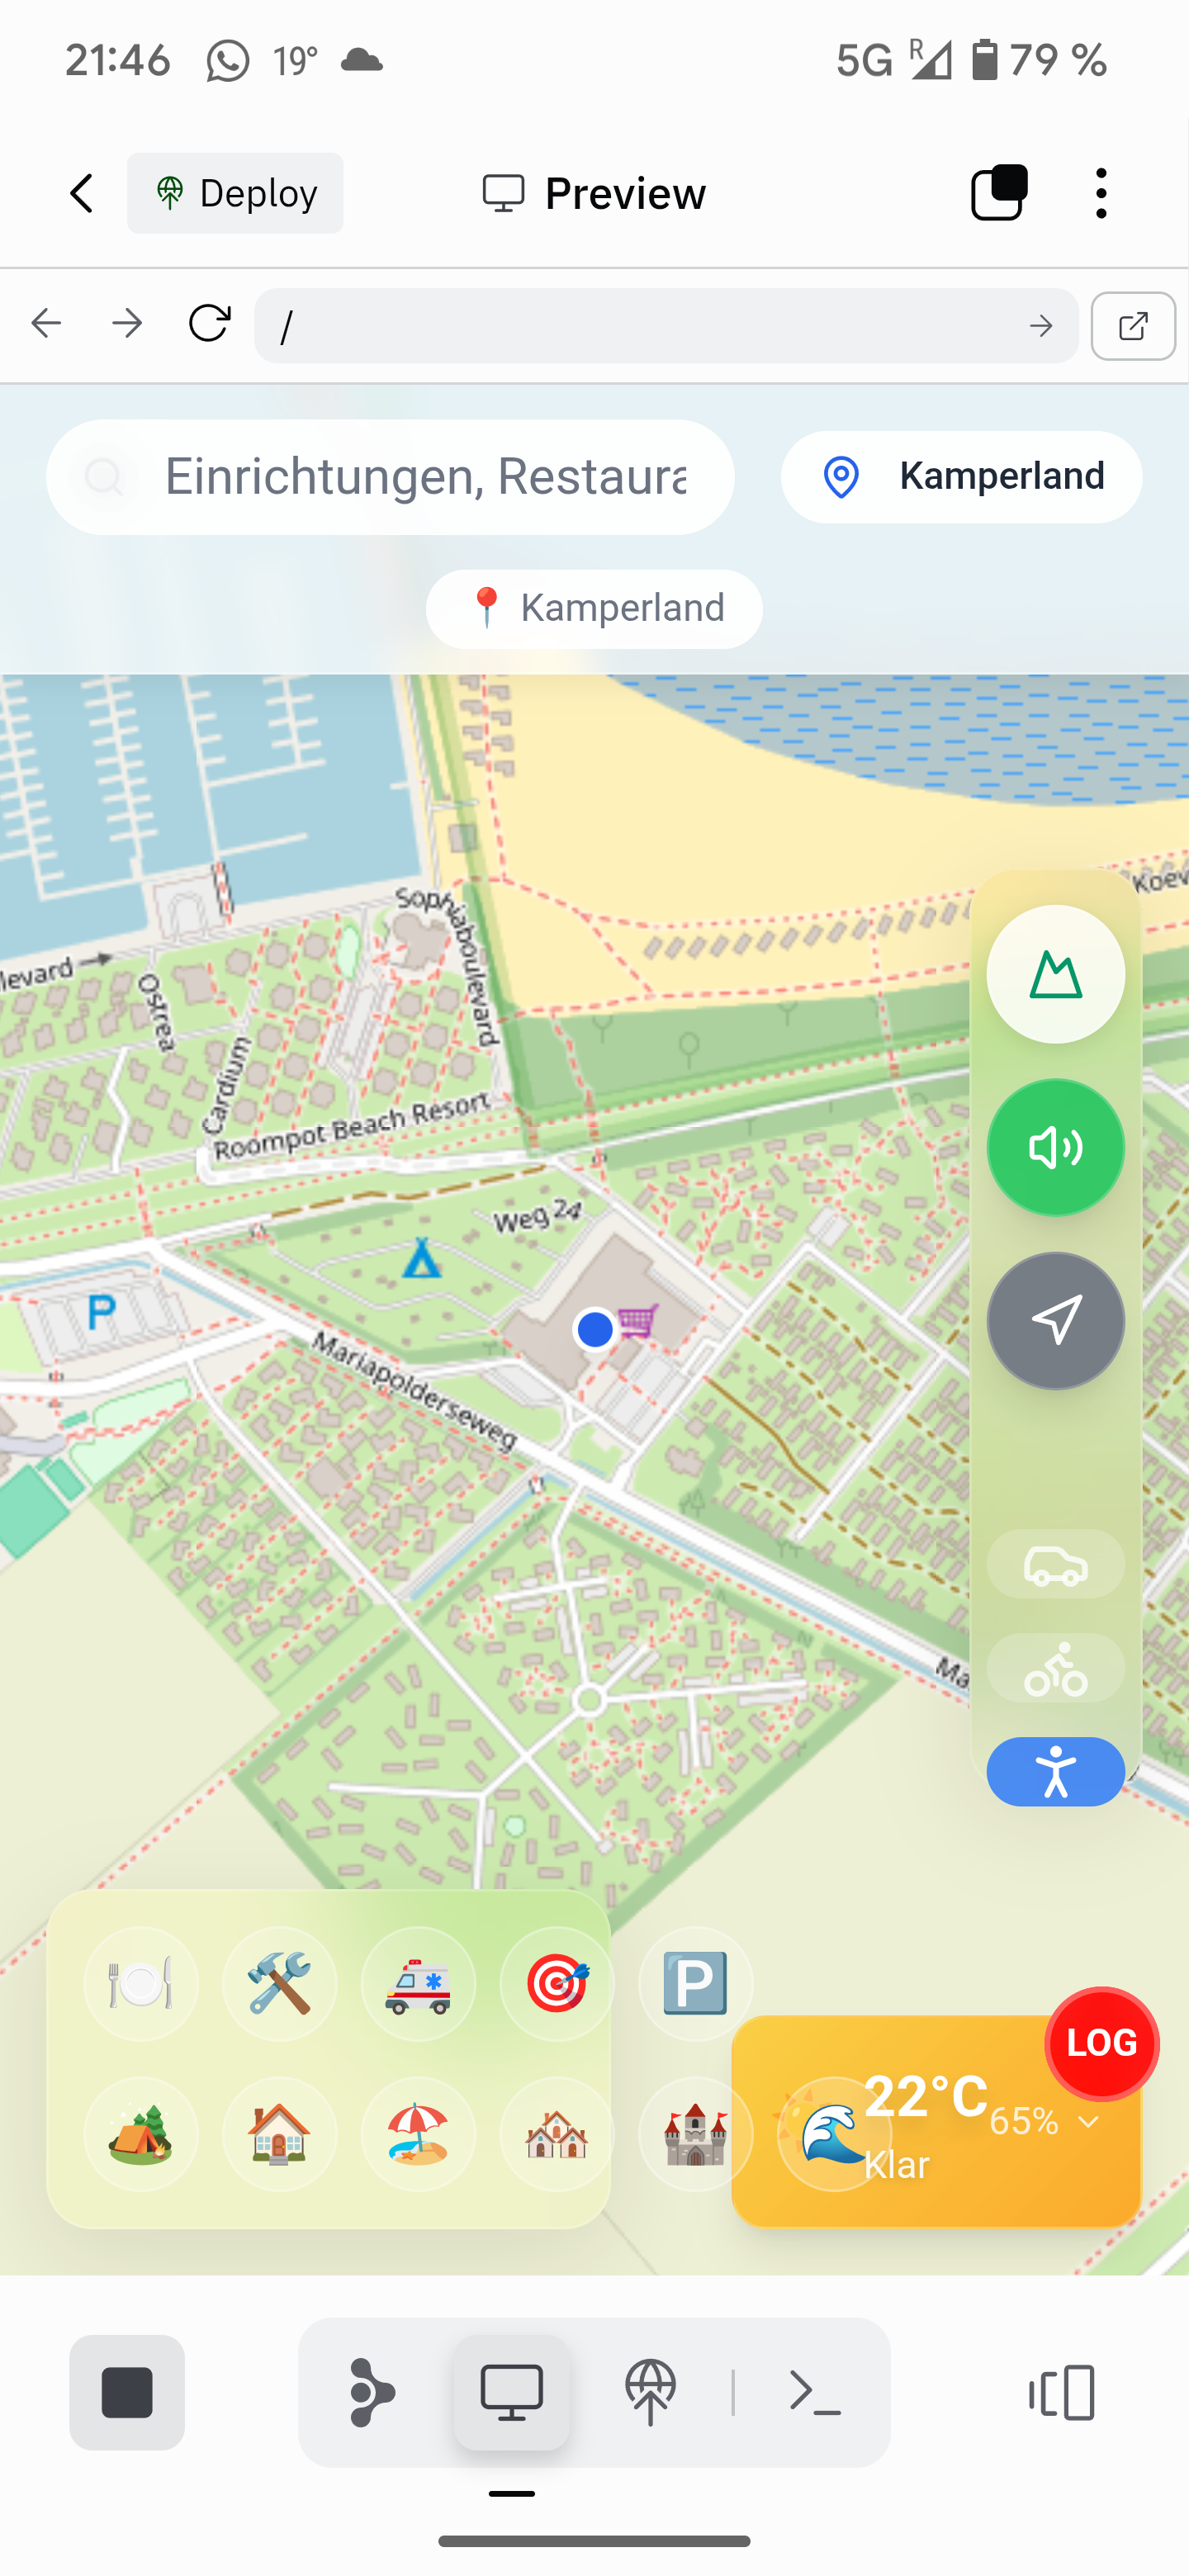 21:46 19° 5G R 79 %
Deploy Preview
/
Einrichtungen, Restaura
Kamperland
📍 Kamperland
Koev
Sophiaboulevard
levard →
Ostrea
Cardium
Roompot Beach Resort
Weg 24
P
Mariapolderseweg
Ma
P
LOG
22°C
65%
Klar